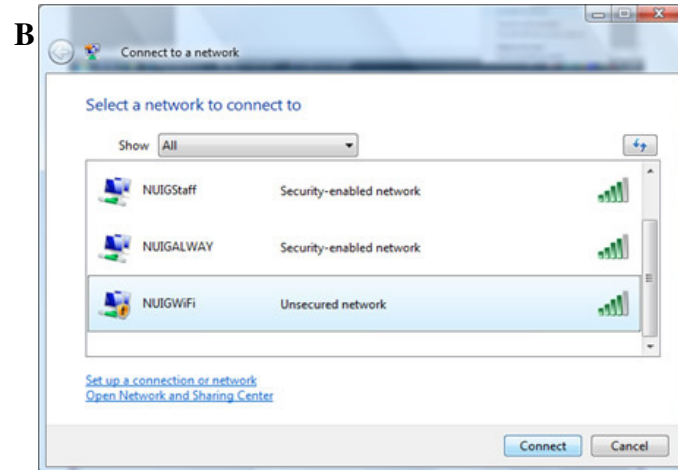 B
Connect to a network
Select a network to connect to
Show All
NUIGStaff Security-enabled network
NUIGALWAY Security-enabled network
NUIGWiFi Unsecured network
Set up a connection or network
Open Network and Sharing Center
Connect Cancel